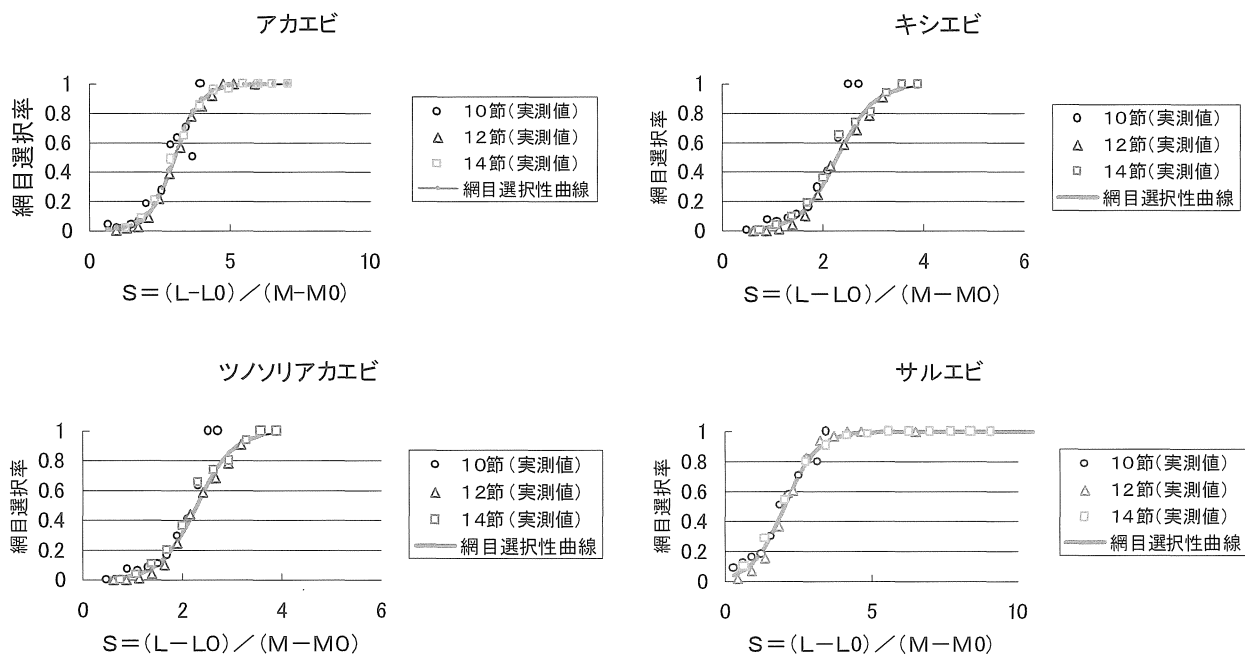 アカエビ
網目選択率
1
0.8
0.6
0.4
0.2
0
0 5 10
S＝(L-L0)／(M-M0)
10節(実測値)
12節(実測値)
14節(実測値)
網目選択性曲線
キシエビ
網目選択率
1
0.8
0.6
0.4
0.2
0
0 2 4 6
S＝(L－L0)／(M－M0)
10節(実測値)
12節(実測値)
14節(実測値)
網目選択性曲線
ツノソリアカエビ
網目選択率
1
0.8
0.6
0.4
0.2
0
0 2 4 6
S＝(L－L0)／(M－M0)
10節(実測値)
12節(実測値)
14節(実測値)
網目選択性曲線
サルエビ
網目選択率
1
0.8
0.6
0.4
0.2
0
0 5 10
S＝(L－L0)／(M－M0)
10節(実測値)
12節(実測値)
14節(実測値)
網目選択性曲線